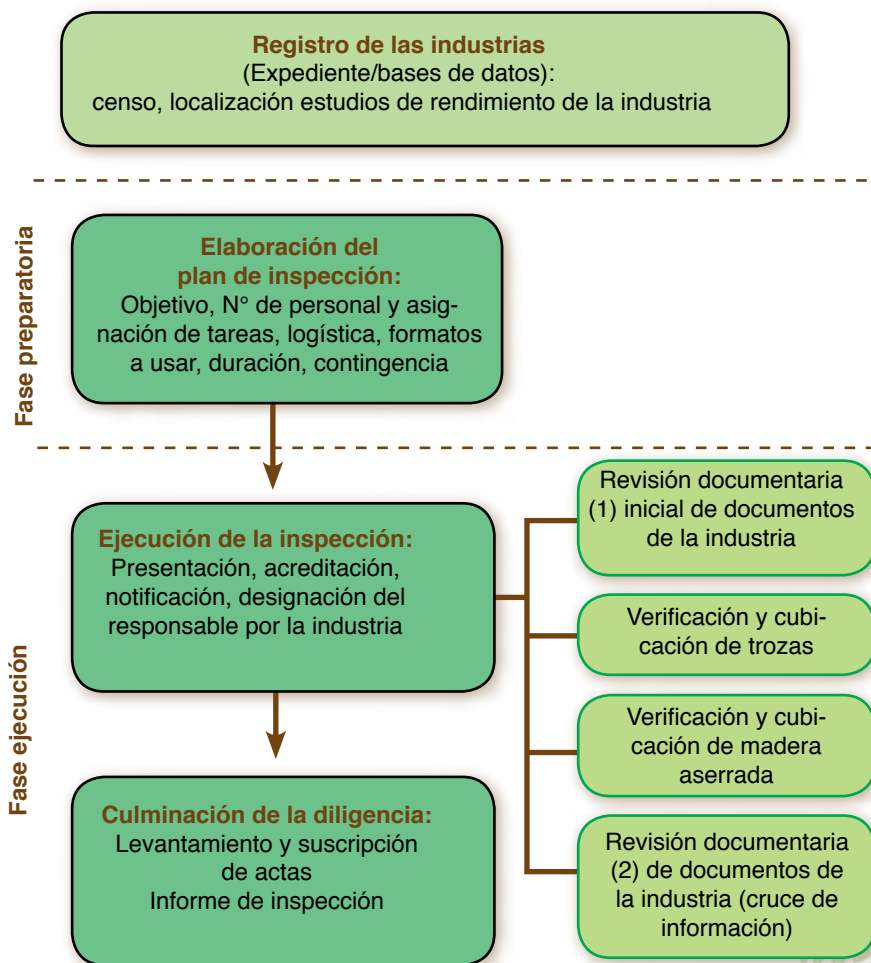 Registro de las industrias
(Expediente/bases de datos):
censo, localización estudios de rendimiento de la industria
Fase preparatoria
Elaboración del
plan de inspección:
Objetivo, N° de personal y asig-
nación de tareas, logística, formatos
a usar, duración, contingencia
Fase ejecución
Ejecución de la inspección:
Presentación, acreditación,
notificación, designación del
responsable por la industria
Revisión documentaria
(1) inicial de documentos
de la industria
Verificación y cubi-
cación de trozas
Verificación y cubi-
cación de madera
aserrada
Revisión documentaria
(2) de documentos de
la industria (cruce de
información)
Culminación de la diligencia:
Levantamiento y suscripción
de actas
Informe de inspección